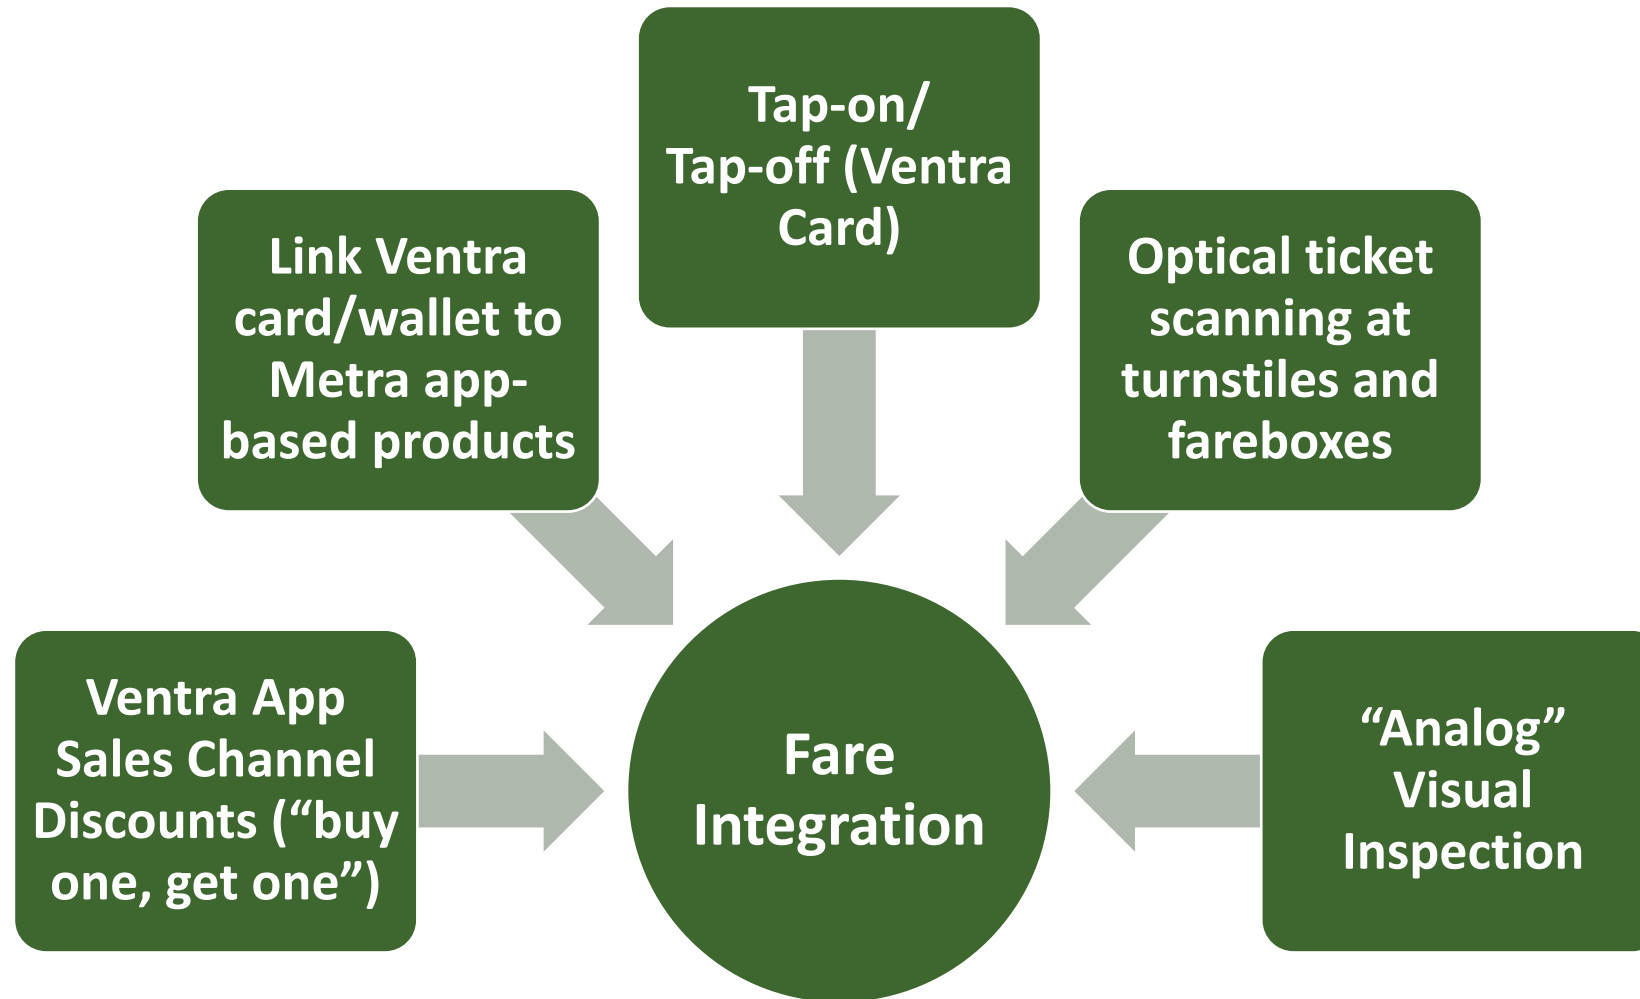 Tap-on/
Tap-off (Ventra
Card)
Link Ventra
card/wallet to
Metra app-
based products
Optical ticket
scanning at
turnstiles and
fareboxes
Ventra App
Sales Channel
Discounts (“buy
one, get one”)
Fare
Integration
“Analog”
Visual
Inspection